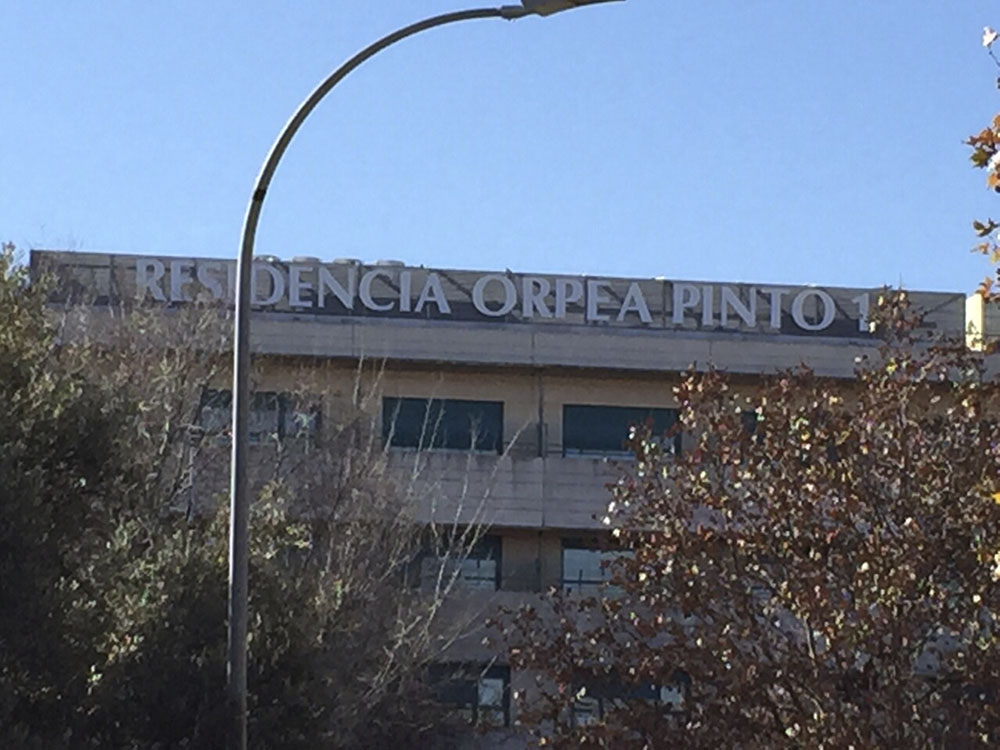 RESIDENCIA ORPEA PINTO 1